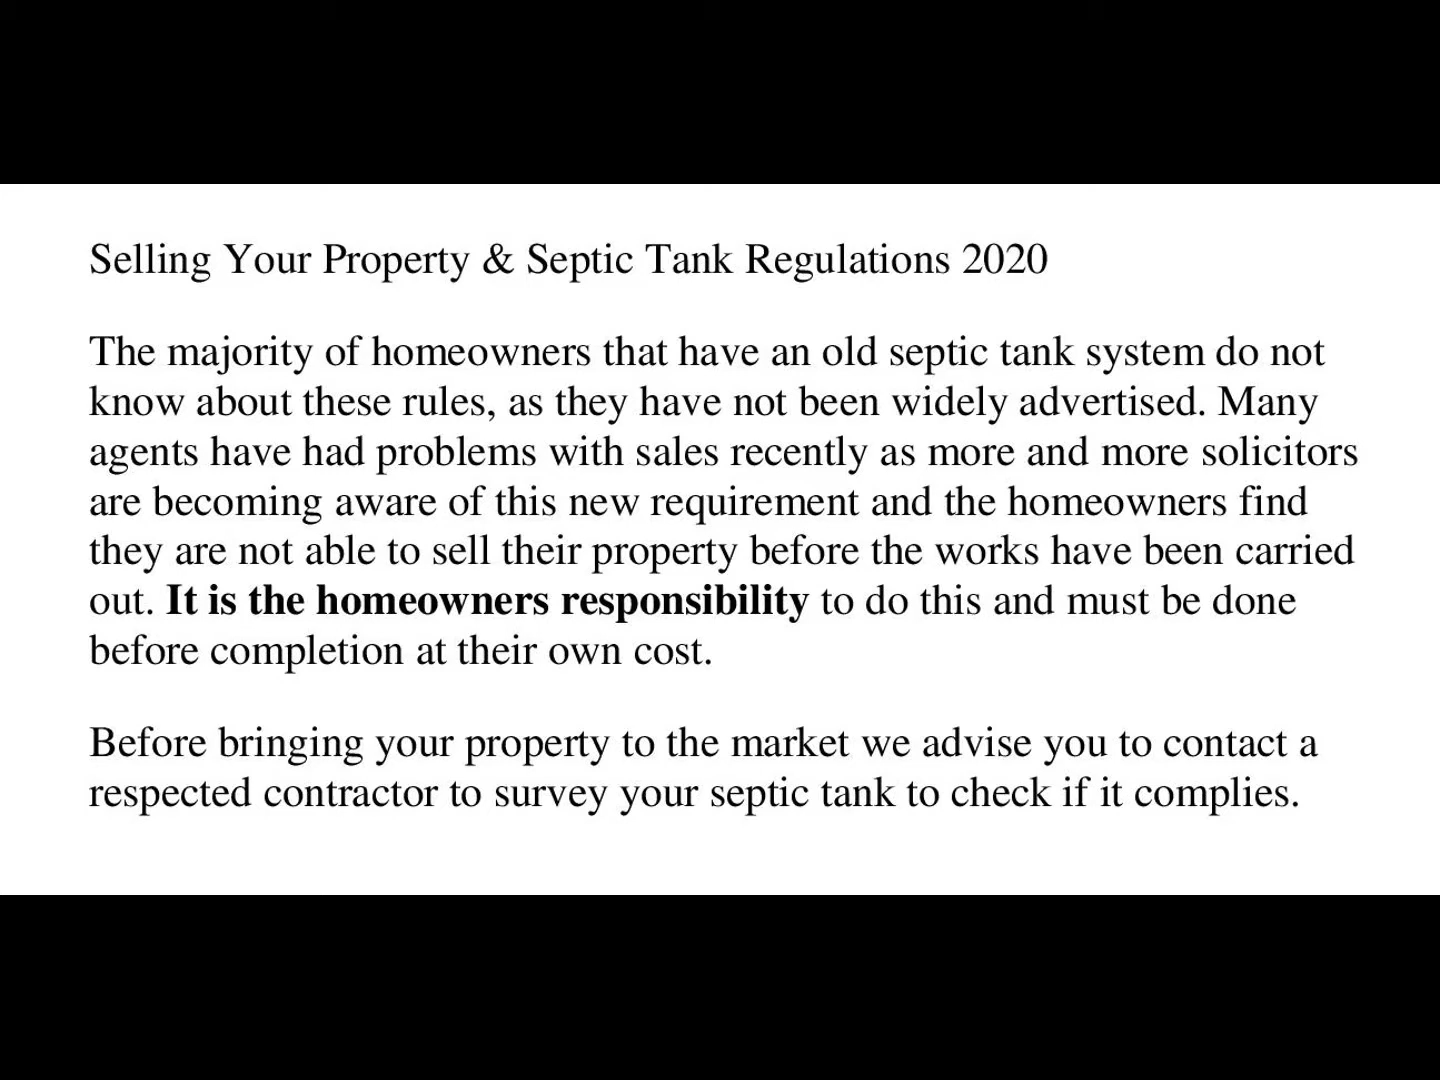 Selling Your Property & Septic Tank Regulations 2020
The majority of homeowners that have an old septic tank system do not
know about these rules, as they have not been widely advertised. Many
agents have had problems with sales recently as more and more solicitors
are becoming aware of this new requirement and the homeowners find
they are not able to sell their property before the works have been carried
out. It is the homeowners responsibility to do this and must be done
before completion at their own cost.
Before bringing your property to the market we advise you to contact a
respected contractor to survey your septic tank to check if it complies.